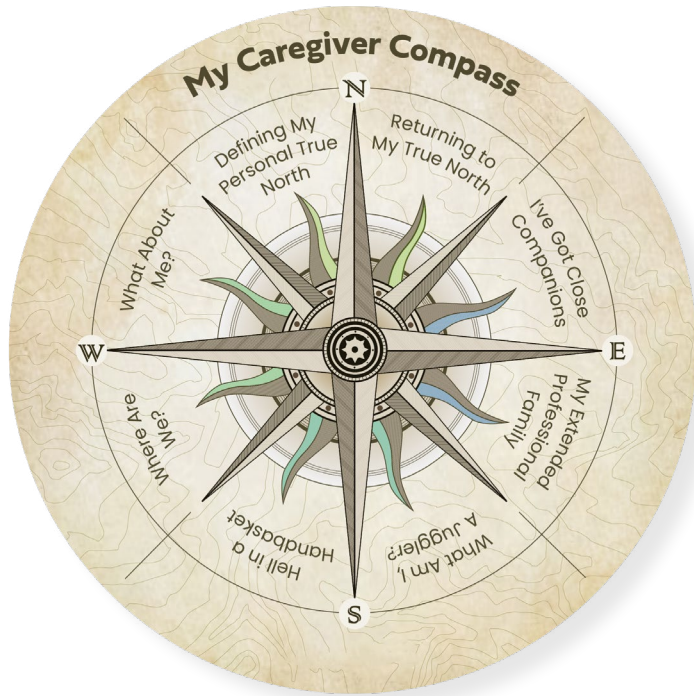 My Caregiver Compass
N
Defining My
Personal True
North
Returning to
My True North
I've Got Close
Companions
E
My Extended
Professional
Family
What Am I,
A Juggler?
S
Hell in a
Handbasket
Where Are
We?
W
What About
Me?